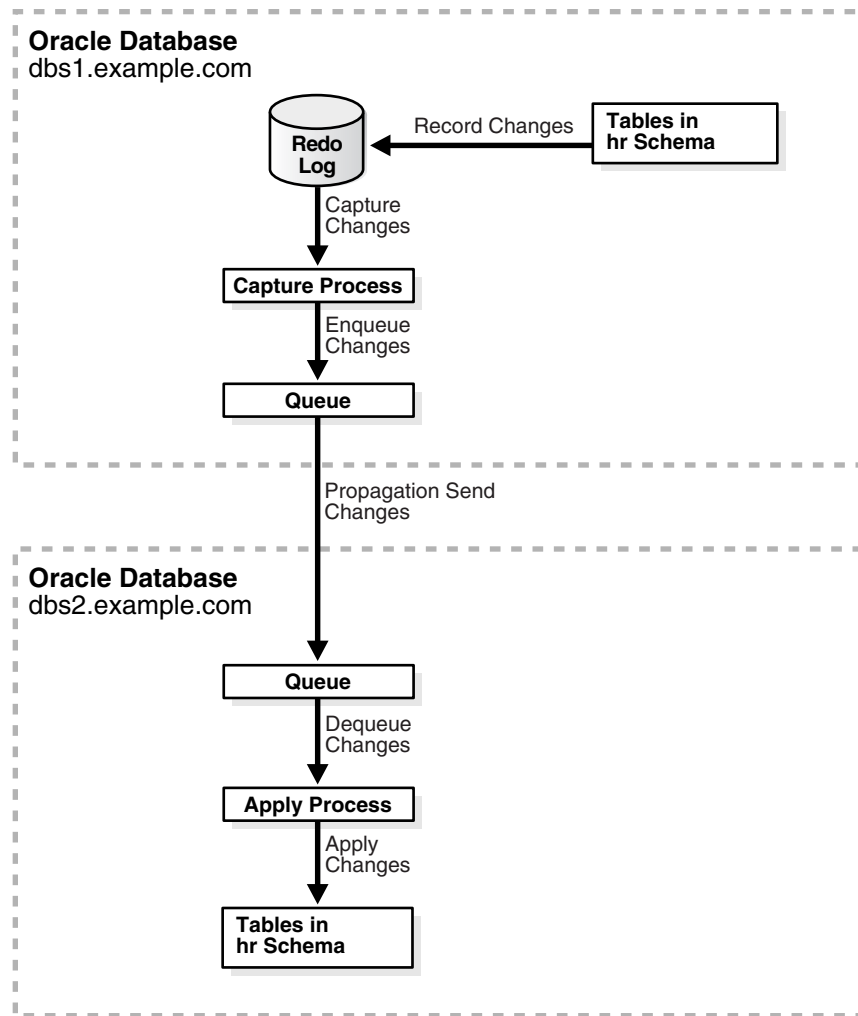 Oracle Database
dbs1.example.com
Redo
Log
Record Changes
Tables in
hr Schema
Capture
Changes
Capture Process
Enqueue
Changes
Queue
Propagation Send
Changes
Oracle Database
dbs2.example.com
Queue
Dequeue
Changes
Apply Process
Apply
Changes
Tables in
hr Schema